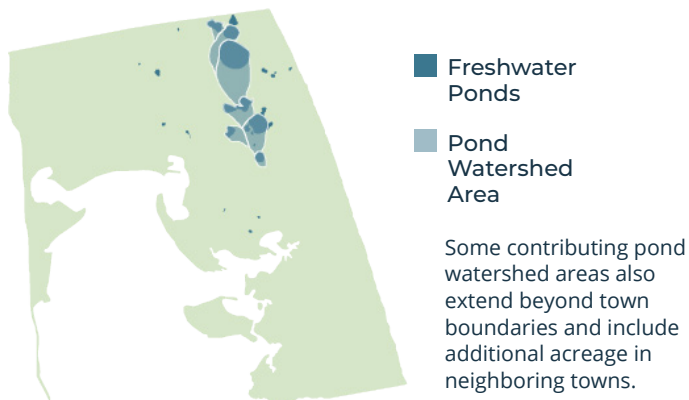 Freshwater
Ponds
Pond
Watershed
Area
Some contributing pond
watershed areas also
extend beyond town
boundaries and include
additional acreage in
neighboring towns.